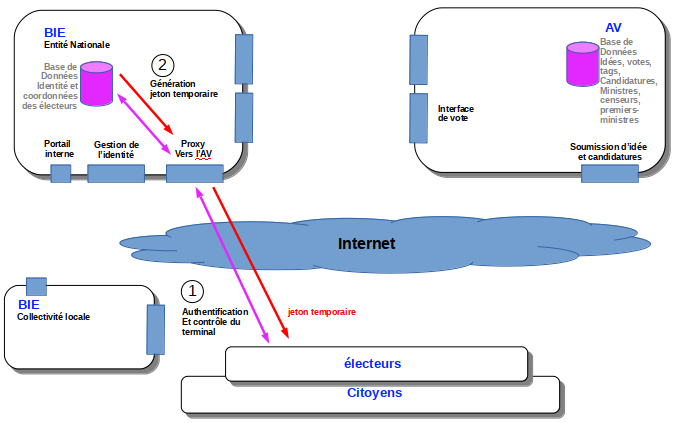 BIE
Entité Nationale
Base de
Données
Identité et
coordonnées
des électeurs
2
Génération
jeton temporaire
Portail
interne
Gestion de
l'identité
Proxy
Vers l'AV
AV
Base de
Données
Idées, votes,
tags,
Candidatures,
Ministres,
censeurs,
premiers-
ministres
Interface
de vote
Soumission d'idée
et candidatures
Internet
BIE
Collectivité locale
1
Authentification
Et contrôle du
terminal
jeton temporaire
électeurs
Citoyens